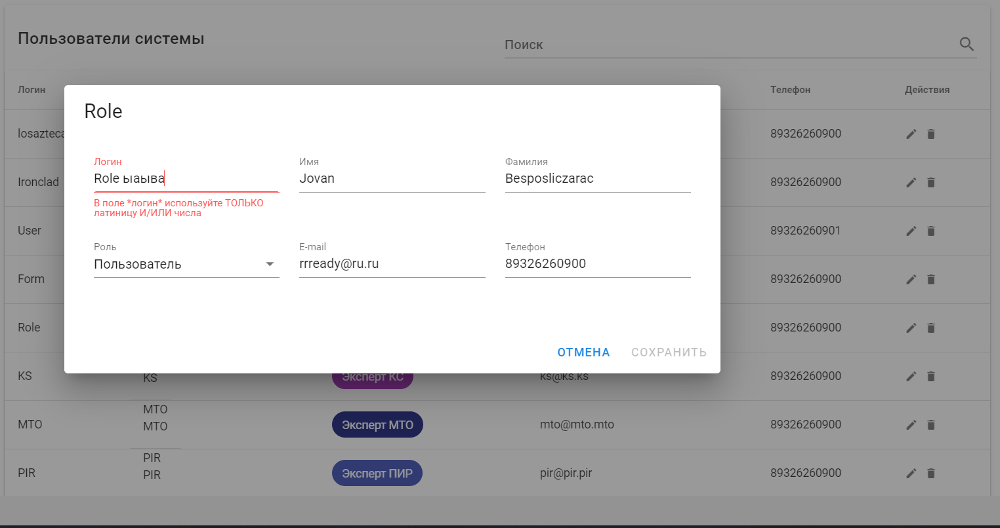 Пользователи системы
Поиск
Логин
Телефон
Действия
losazteca
89326260900
Ironclad
89326260900
User
89326260901
Form
89326260900
Role
89326260900
Role
Логин
Имя
Фамилия
Role ыаыва
Jovan
Besposliczarac
В поле *логин* используйте ТОЛЬКО
латиницу И/ИЛИ числа
Роль
E-mail
Телефон
Пользователь
rrready@ru.ru
89326260900
ОТМЕНА
СОХРАНИТЬ
KS
KS
Эксперт КС
ks@ks.ks
89326260900
MTO
MTO
MTO
Эксперт МТО
mto@mto.mto
89326260900
PIR
PIR
PIR
Эксперт ПИР
pir@pir.pir
89326260900